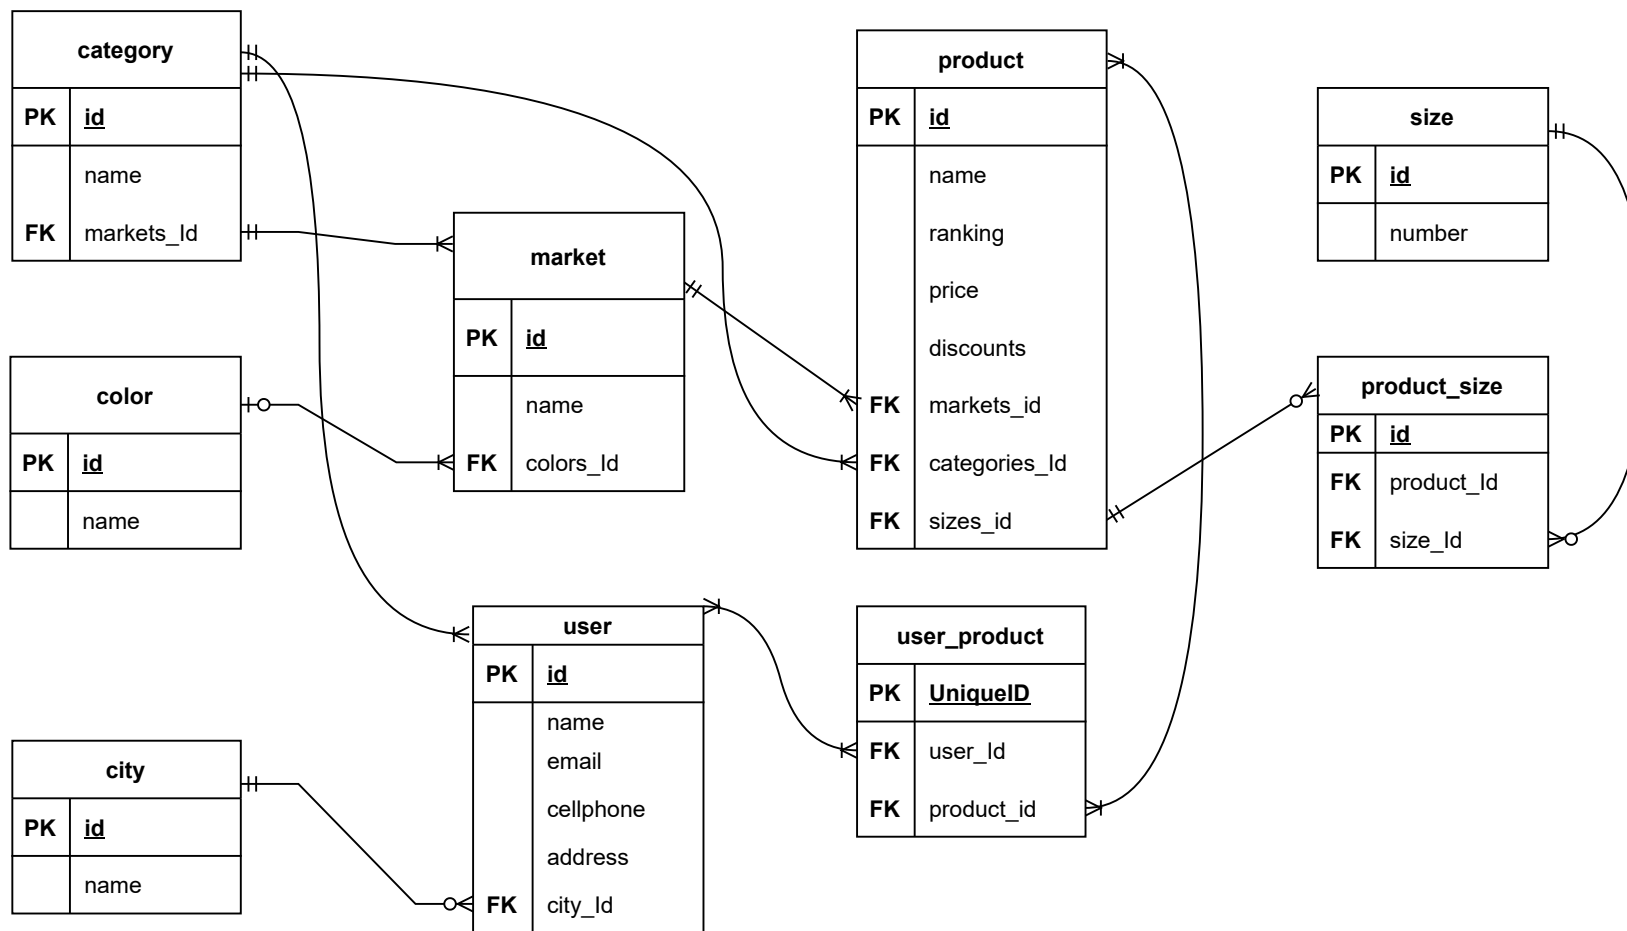 category
PK id
name
FK markets_Id
color
PK id
name
city
PK id
name
market
PK id
name
FK colors_Id
user
PK id
name
email
cellphone
address
FK city_Id
product
PK id
name
ranking
price
discounts
FK markets_id
FK categories_Id
FK sizes_id
user_product
PK UniqueID
FK user_Id
FK product_id
size
PK id
number
product_size
PK id
FK product_Id
FK size_Id